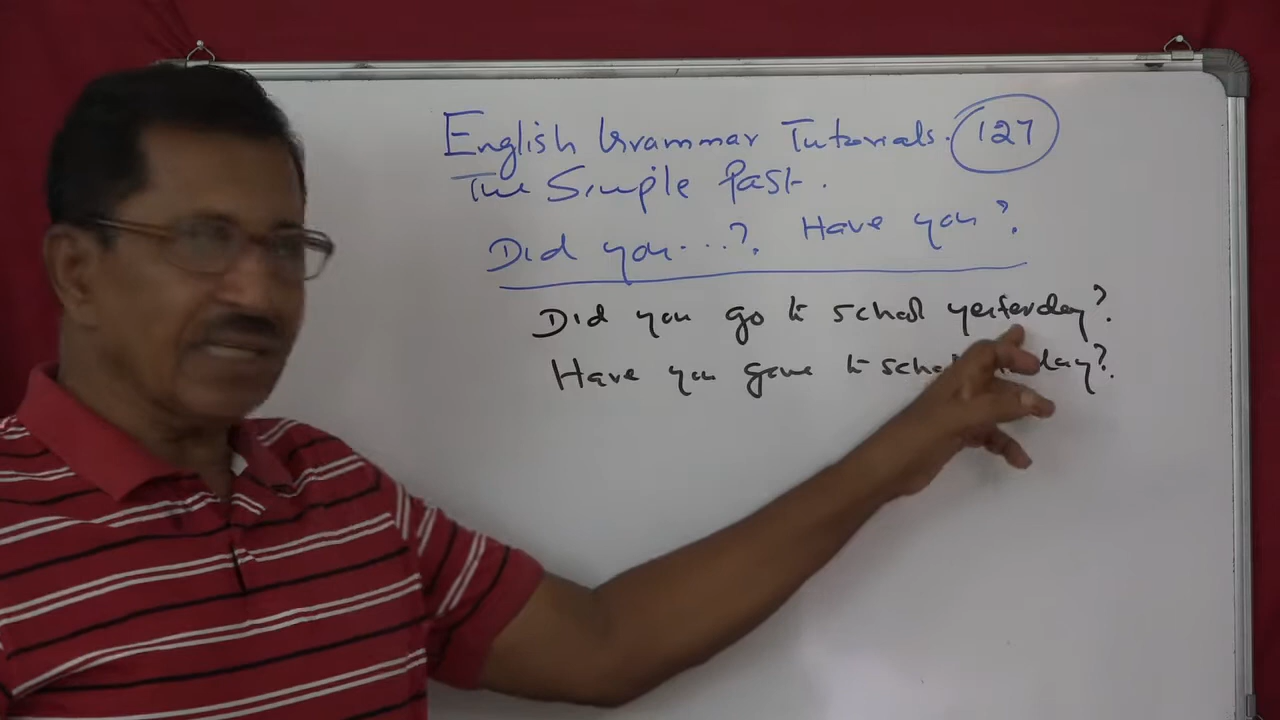 English Grammar Tutorials. 127
The Simple Past.
Did you...?. Have you?.
Did you go to school yesterday?.
Have you gone to school day?.